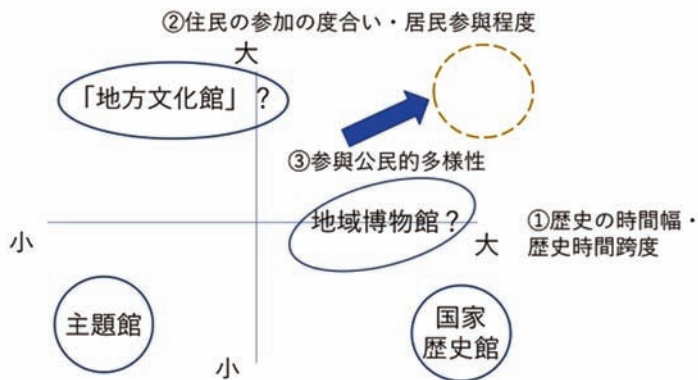 ②住民の参加の度合い・居民参與程度
大
「地方文化館」？
③参與公民的多様性
地域博物館？
小
大
①歴史の時間幅・
歴史時間跨度
主題館
国家
歴史館
小